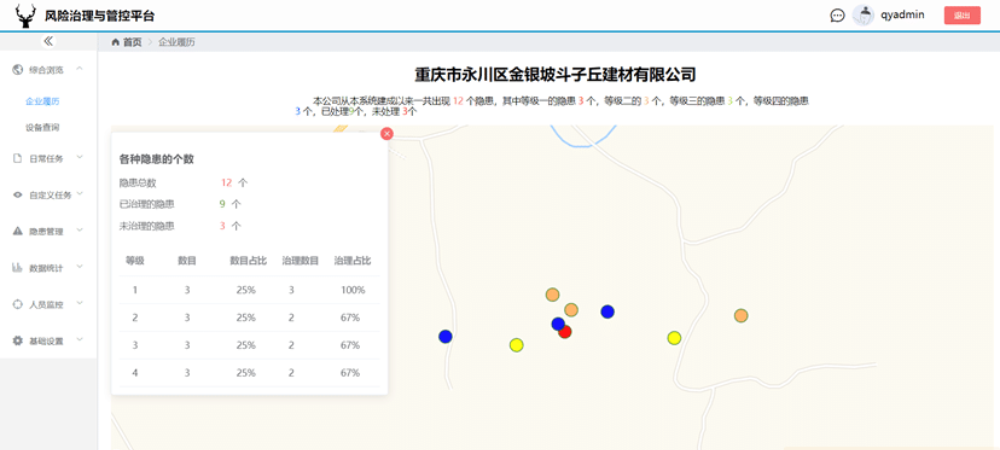 风险治理与管控平台
qyadmin
退出
首页
企业履历
综合浏览
企业履历
设备查询
日常任务
自定义任务
隐患管理
数据统计
人员监控
基础设置
重庆市永川区金银坡斗子丘建材有限公司
本公司从本系统建成以来一共出现 12 个隐患，其中等级一的隐患 3 个，等级二的 3 个，等级三的隐患 3 个，等级四的隐患
3 个，已处理9个，未处理 3个
各种隐患的个数
隐患总数 12 个
已治理的隐患 9 个
未治理的隐患 3 个
等级 数目 数目占比 治理数目 治理占比
1 3 25% 3 100%
2 3 25% 2 67%
3 3 25% 2 67%
4 3 25% 2 67%